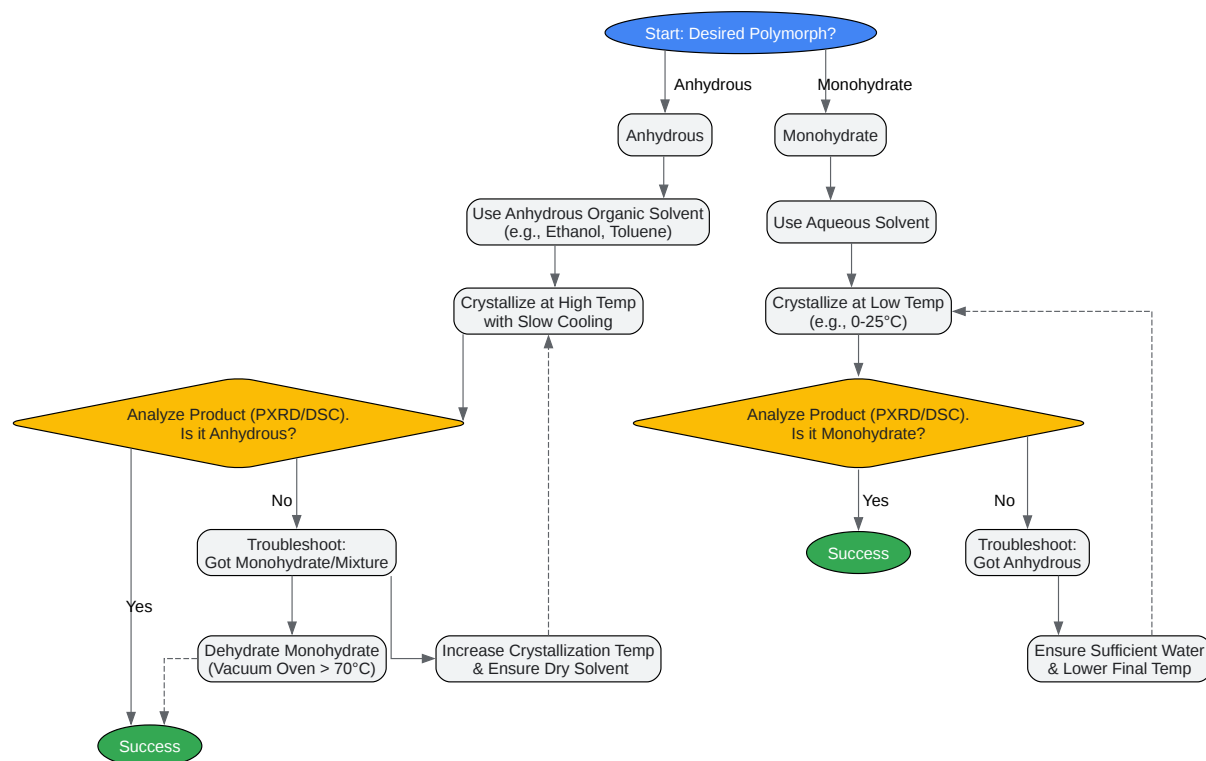 Start: Desired Polymorph?
Anhydrous
Monohydrate
Anhydrous
Monohydrate
Use Anhydrous Organic Solvent
(e.g., Ethanol, Toluene)
Use Aqueous Solvent
Crystallize at High Temp
with Slow Cooling
Crystallize at Low Temp
(e.g., 0-25°C)
Analyze Product (PXRD/DSC).
Is it Anhydrous?
Analyze Product (PXRD/DSC).
Is it Monohydrate?
No
Yes
No
Troubleshoot:
Got Monohydrate/Mixture
Success
Troubleshoot:
Got Anhydrous
Yes
Dehydrate Monohydrate
(Vacuum Oven > 70°C)
Increase Crystallization Temp
& Ensure Dry Solvent
Ensure Sufficient Water
& Lower Final Temp
Success